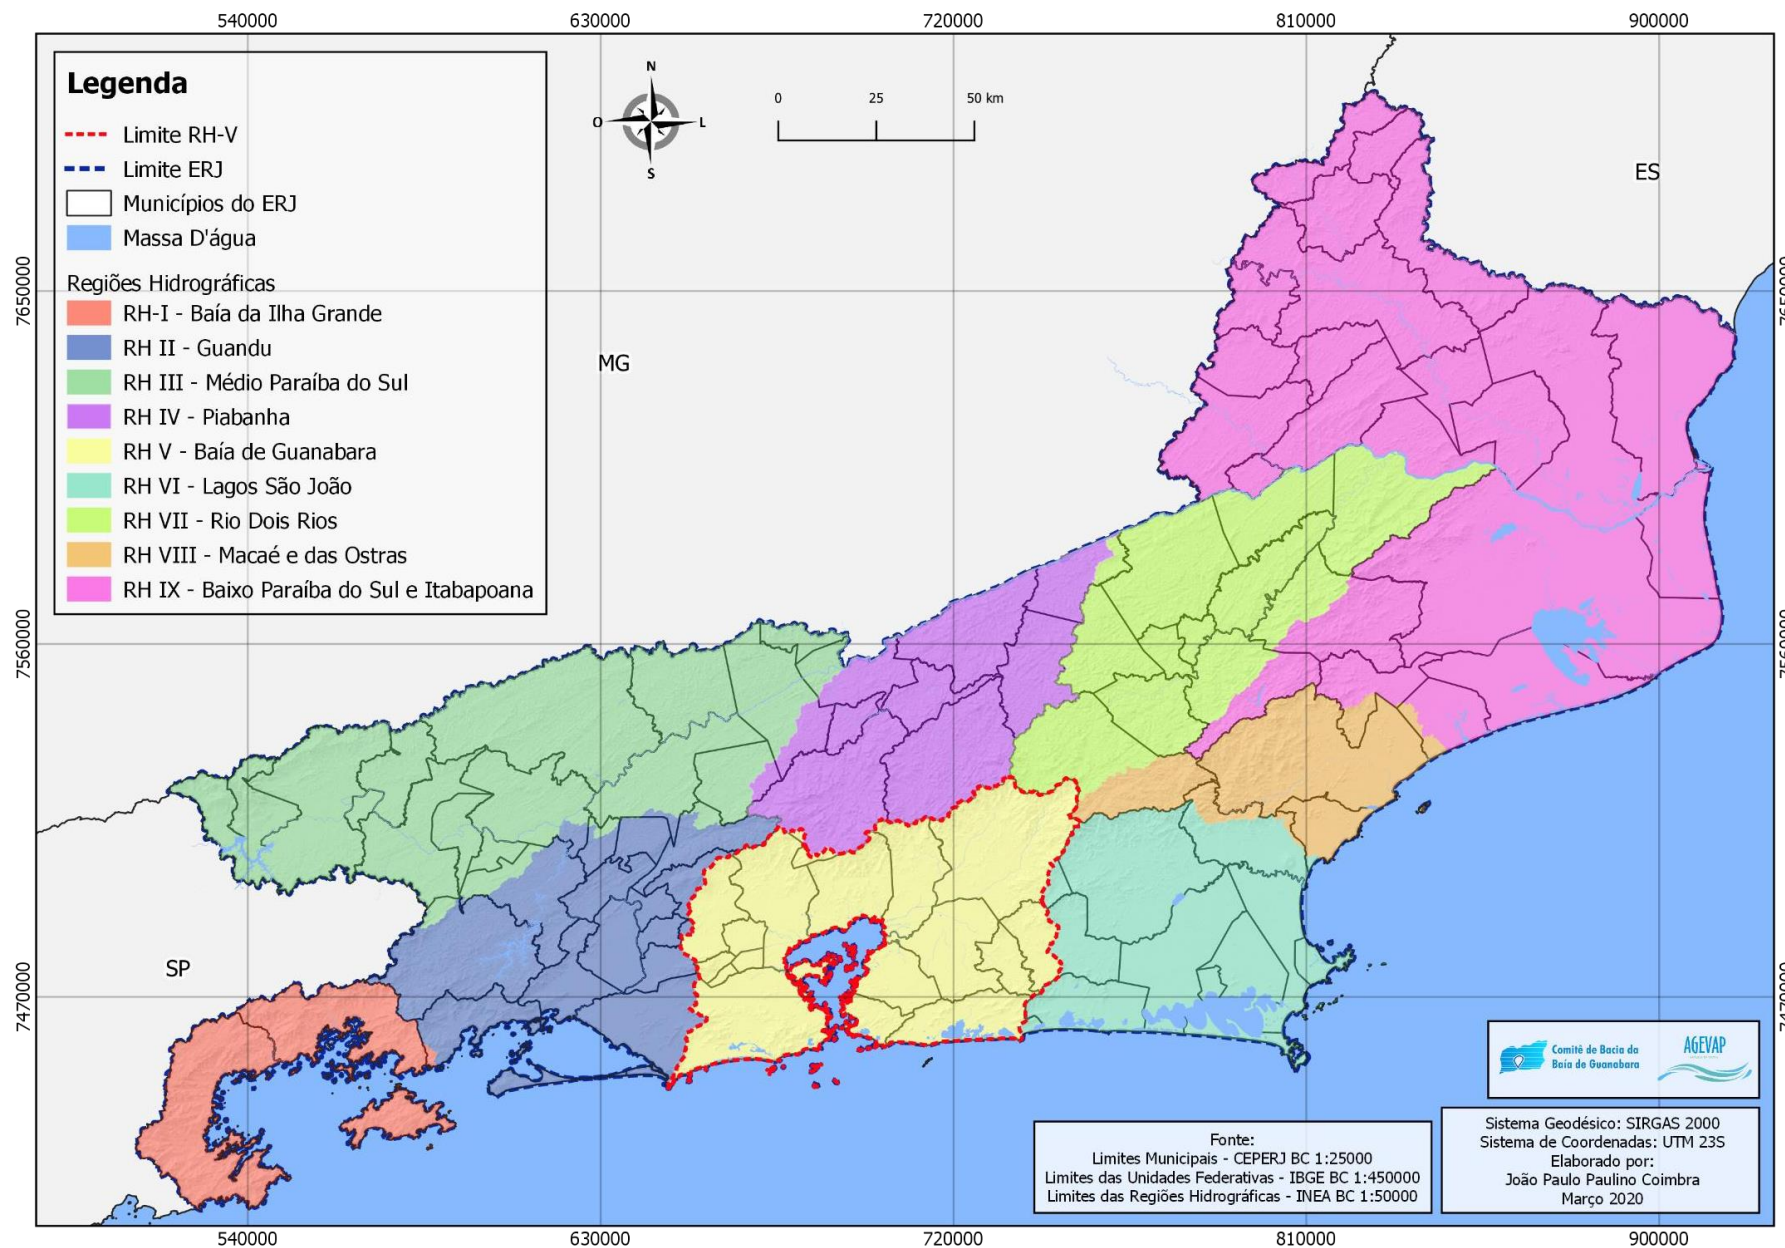 540000
630000
720000
810000
900000
Legenda
Limite RH-V
Limite ERJ
Municípios do ERJ
Massa D'água
Regiões Hidrográficas
RH-I - Baía da Ilha Grande
RH II - Guandu
RH III - Médio Paraíba do Sul
RH IV - Piabanha
RH V - Baía de Guanabara
RH VI - Lagos São João
RH VII - Rio Dois Rios
RH VIII - Macaé e das Ostras
RH IX - Baixo Paraíba do Sul e Itabapoana
N
O
L
S
0
25
50 km
ES
MG
SP
7650000
7560000
7470000
7650000
7560000
7470000
Comitê de Bacia da
Baía de Guanabara
AGEVAP
Fonte:
Limites Municipais - CEPERJ BC 1:25000
Limites das Unidades Federativas - IBGE BC 1:450000
Limites das Regiões Hidrográficas - INEA BC 1:50000
Sistema Geodésico: SIRGAS 2000
Sistema de Coordenadas: UTM 23S
Elaborado por:
João Paulo Paulino Coimbra
Março 2020
540000
630000
720000
810000
900000